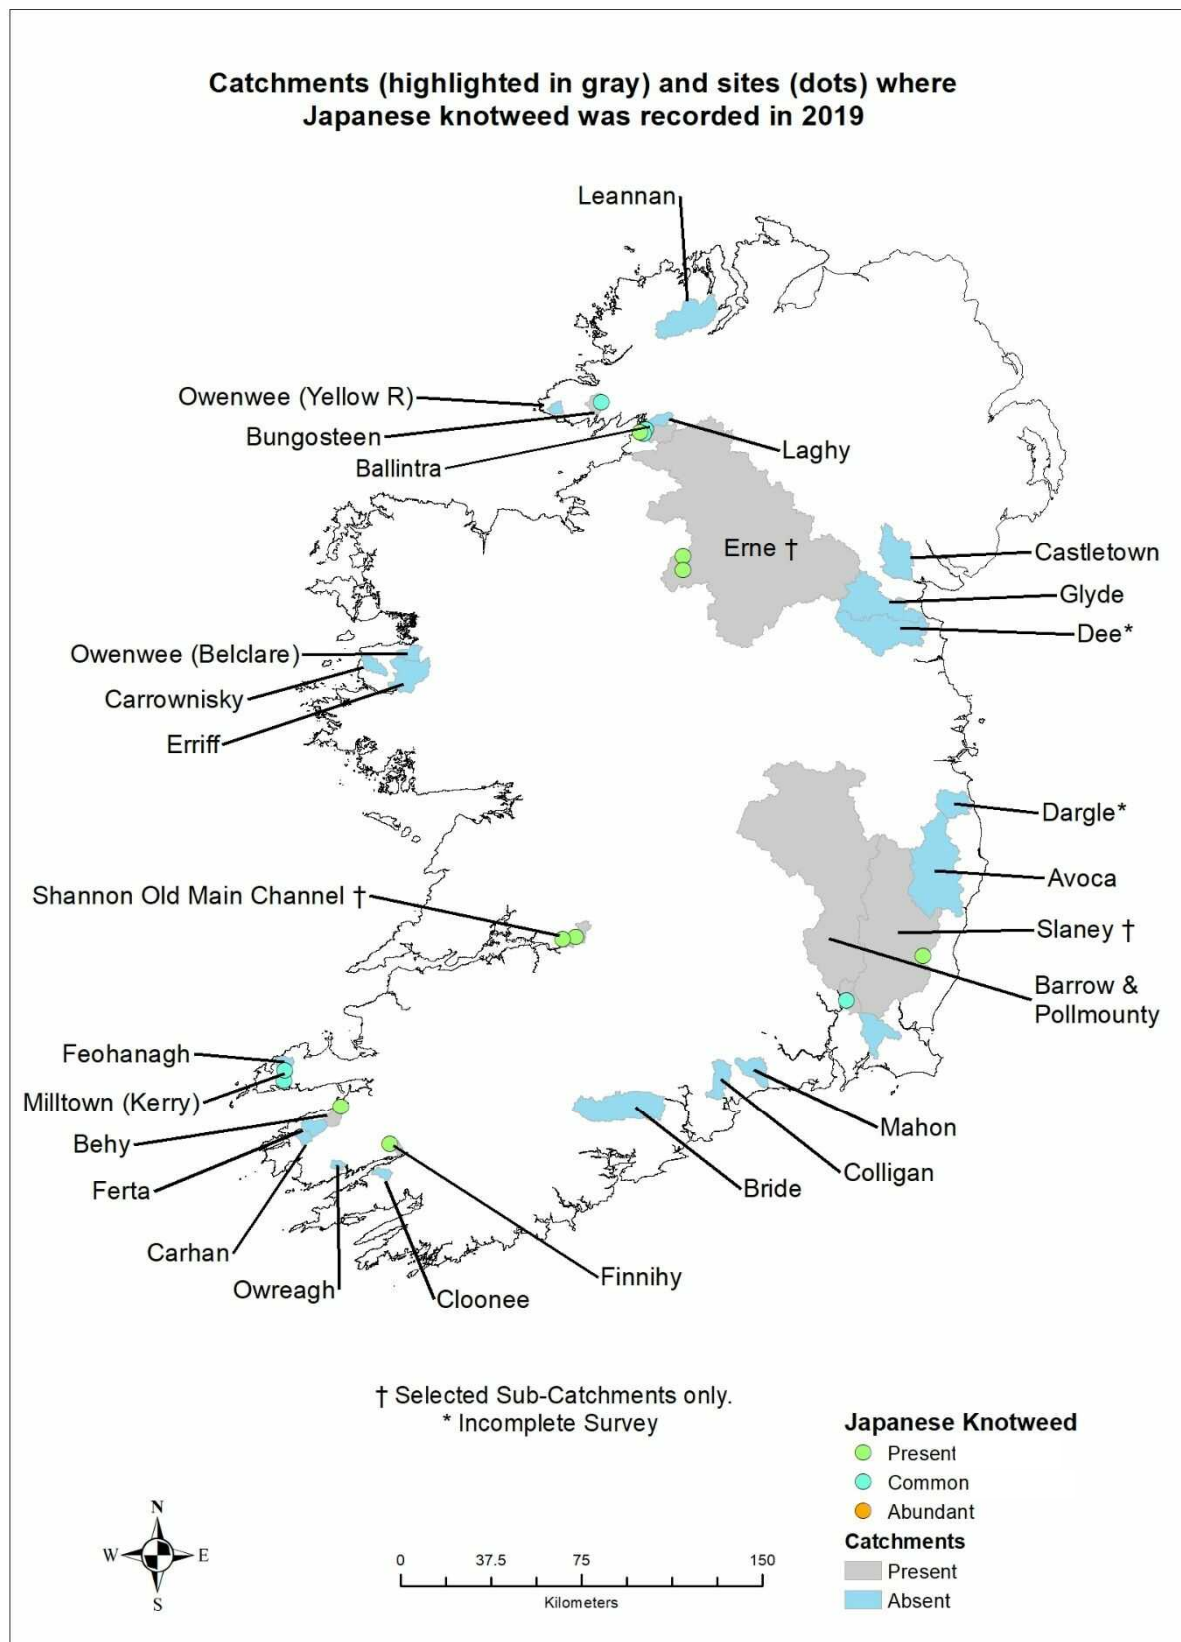 Catchments (highlighted in gray) and sites (dots) where
Japanese knotweed was recorded in 2019
Leannan
Owenwee (Yellow R)
Bungosteen
Ballintra
Laghy
Erne †
Castletown
Glyde
Dee*
Owenwee (Belclare)
Carrownisky
Erriff
Dargle*
Avoca
Shannon Old Main Channel †
Slaney †
Barrow &
Pollmounty
Feohanagh
Milltown (Kerry)
Behy
Ferta
Carhan
Owreagh
Cloonee
Finnihy
Bride
Colligan
Mahon
† Selected Sub-Catchments only.
* Incomplete Survey
Japanese Knotweed
Present
Common
Abundant
Catchments
Present
Absent
N
W E
S
0 37.5 75 150
Kilometers